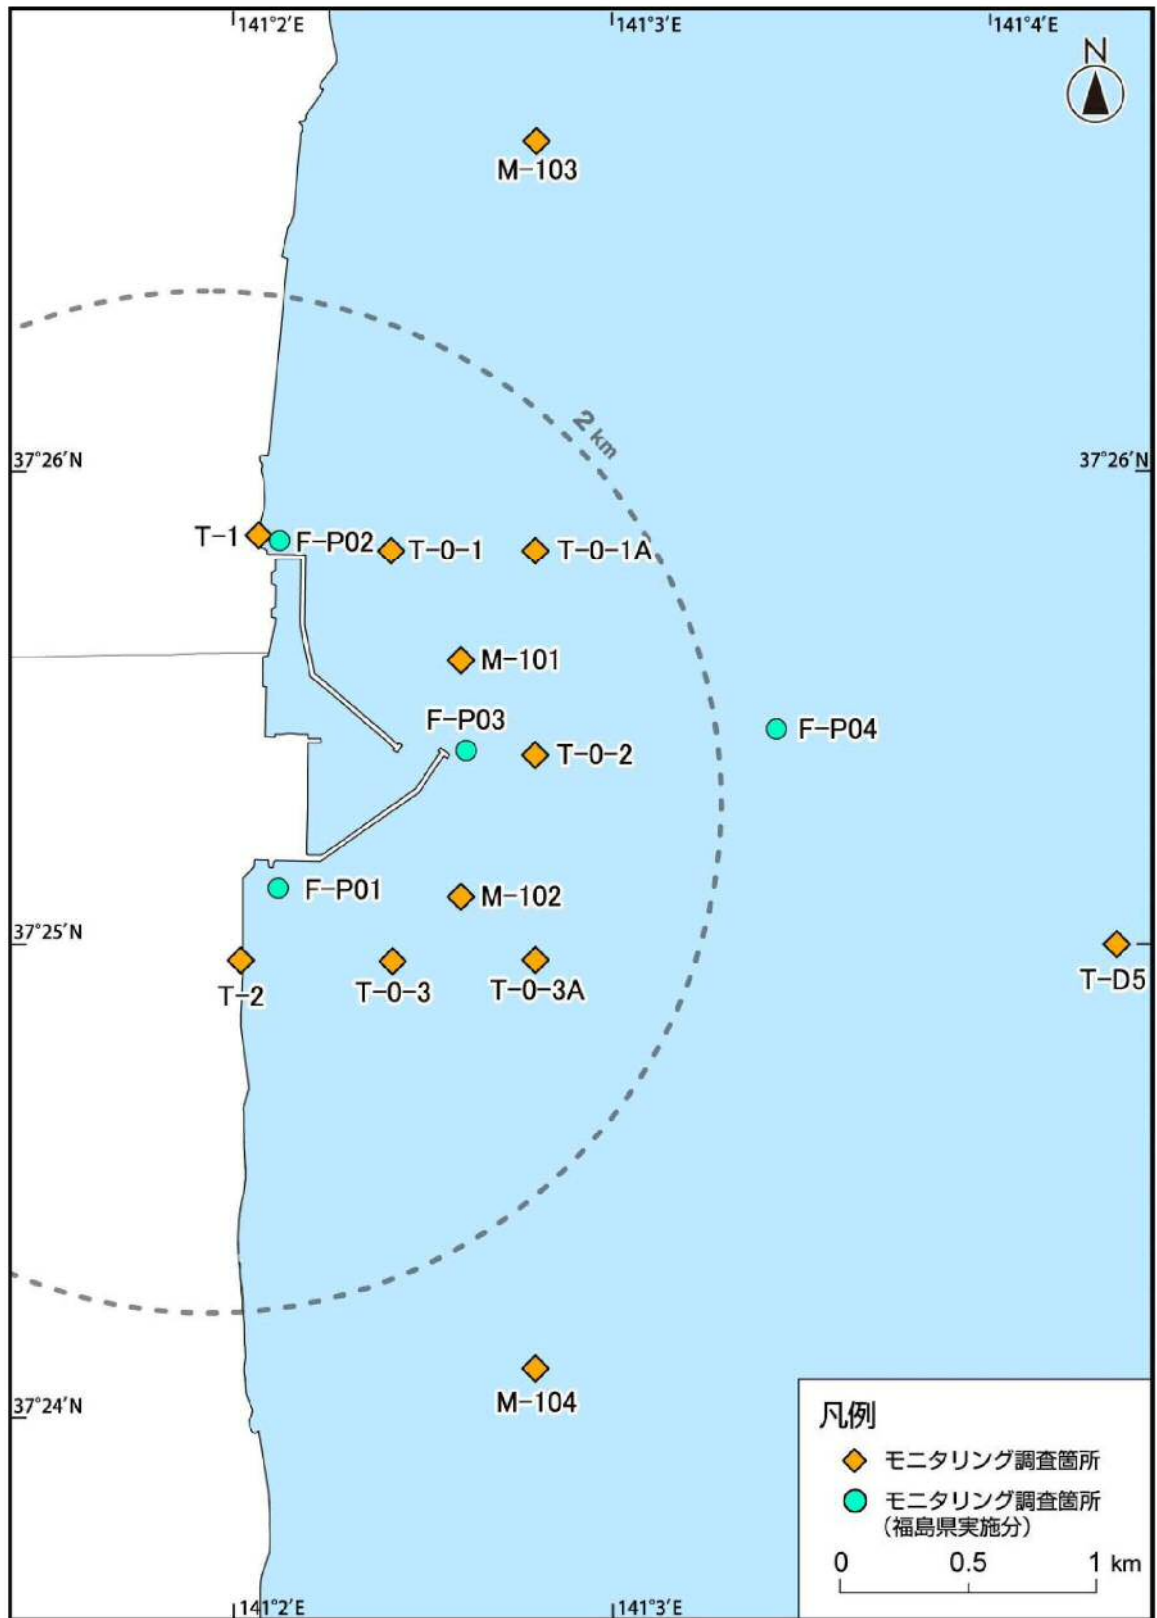 141°2′E
141°3′E
141°4′E
N
M-103
2 km
37°26′N
37°26′N
T-1
F-P02
T-0-1
T-0-1A
M-101
F-P03
F-P04
T-0-2
F-P01
M-102
37°25′N
T-2
T-0-3
T-0-3A
T-D5
M-104
37°24′N
凡例
モニタリング調査箇所
モニタリング調査箇所
(福島県実施分)
0 0.5 1 km
141°2′E
141°3′E